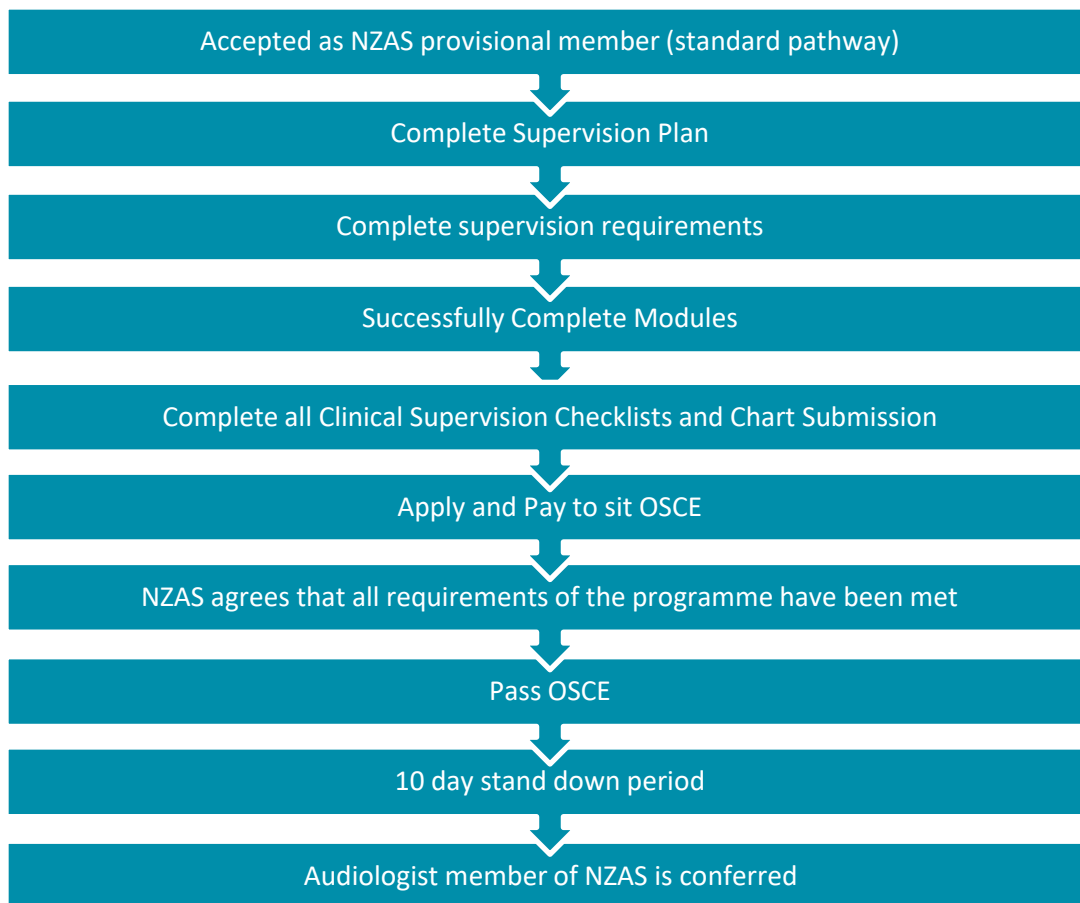 Accepted as NZAS provisional member (standard pathway)
Complete Supervision Plan
Complete supervision requirements
Successfully Complete Modules
Complete all Clinical Supervision Checklists and Chart Submission
Apply and Pay to sit OSCE
NZAS agrees that all requirements of the programme have been met
Pass OSCE
10 day stand down period
Audiologist member of NZAS is conferred